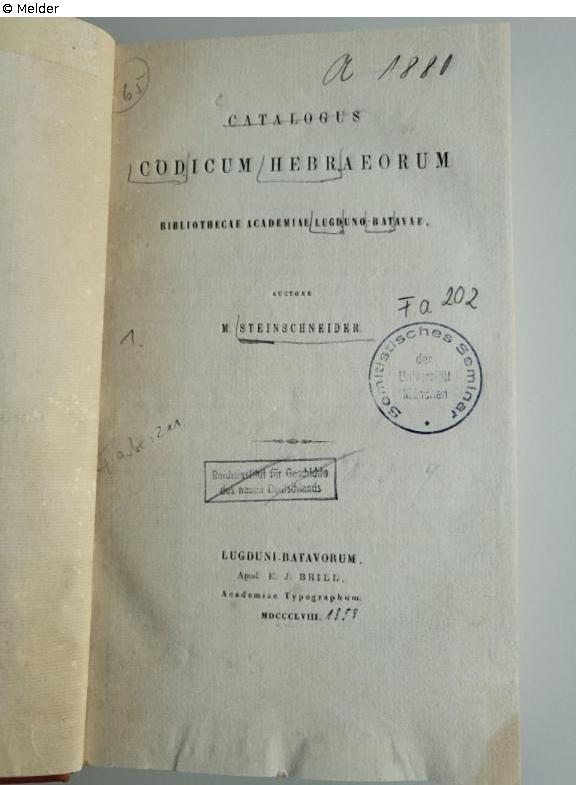 © Melder
65
a 1880
CATALOGUS
CODICUM HEBRAEORUM
BIBLIOTHECAE ACADEMIAE LUGDUNO-BATAVAE,
AUCTORE
M. STEINSCHNEIDER.
Fa 202
Semitistisches Seminar
der
Universität
München
1.
Reichsinstitut für Geschichte
des neuen Deutschlands
LUGDUNI-BATAVORUM,
Apud E. J. BRILL,
Academiae Typographum.
MDCCCLVIII. 1858